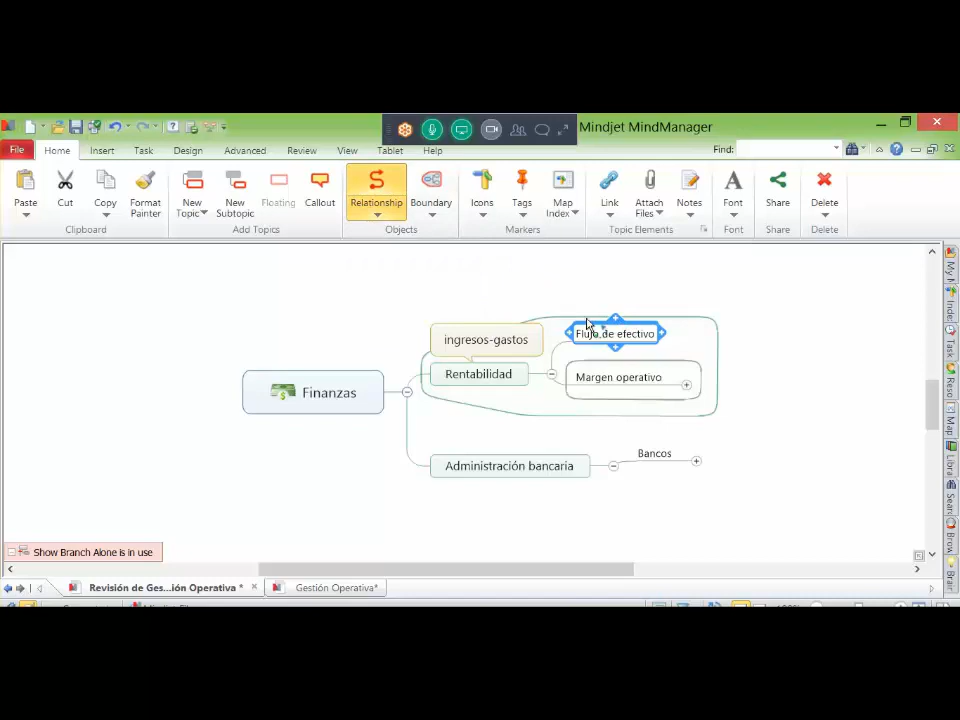 Mindjet MindManager
File Home Insert Task Design Advanced Review View Tablet Help Find:
Paste Cut Copy Format Painter New Topic New Subtopic Floating Callout Relationship Boundary Icons Tags Map Index Link Attach Files Notes Font Share Delete
Clipboard Add Topics Objects Markers Topic Elements Font Share Delete
Flujo de efectivo
ingresos-gastos
Rentabilidad
Margen operativo
Finanzas
Administración bancaria
Bancos
Show Branch Alone is in use
Revisión de Ges...ión Operativa * Gestión Operativa*